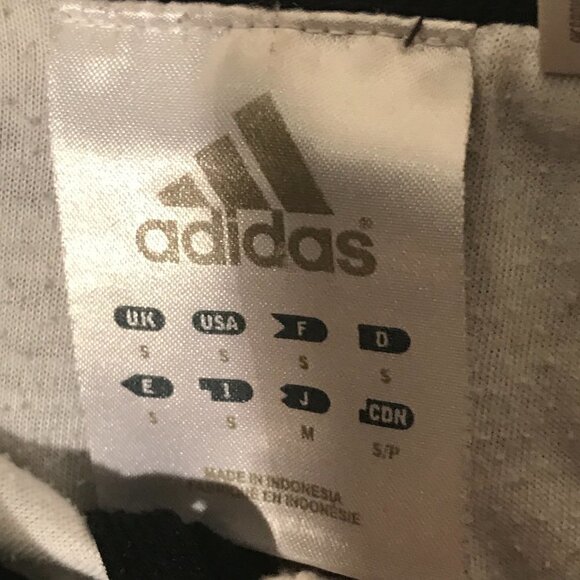 adidas®
UK USA F D
S S S S
E I J CDN
S S M S/P
MADE IN INDONESIA
FABRIQUÉ EN INDONÉSIE